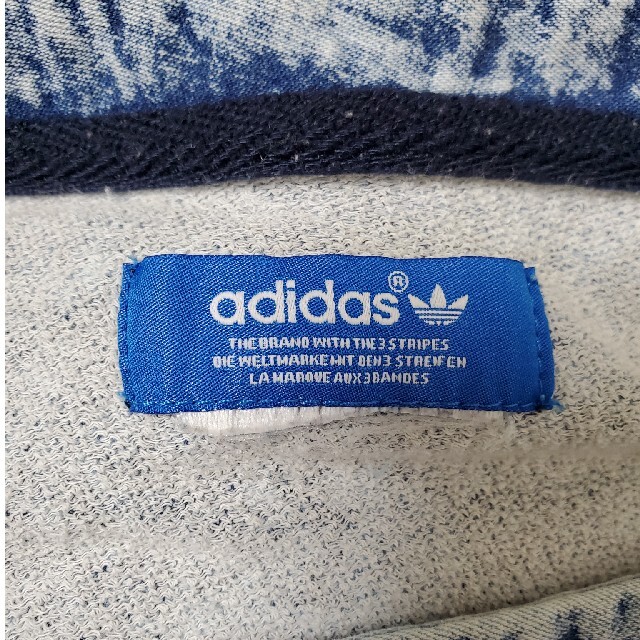 adidas®
THE BRAND WITH THE 3 STRIPES
DIE WELTMARKE MIT DEN 3 STREIFEN
LA MARQUE AUX 3 BANDES